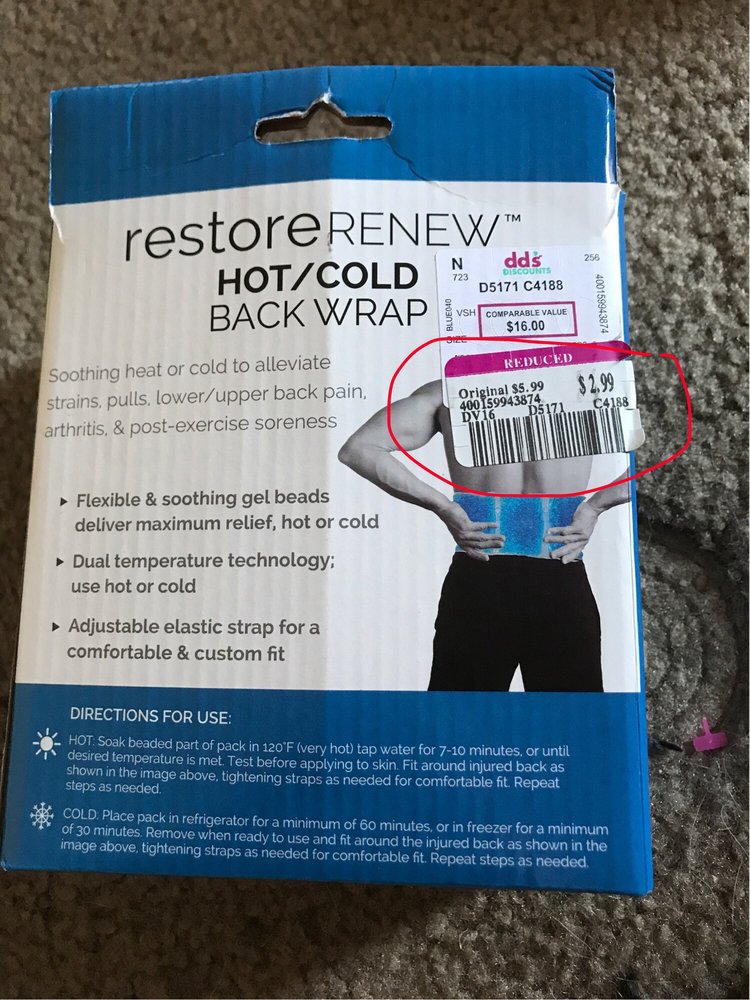 restoreRENEW™
HOT/COLD
BACK WRAP
N
723
dd's
DISCOUNTS
256
D5171 C4188
BLUE040
VSH
COMPARABLE VALUE
$16.00
400159943874
SIZE
REDUCED
Original $5.99
$2.99
400159943874
DV16 D5171 C4188
Soothing heat or cold to alleviate
strains, pulls, lower/upper back pain,
arthritis, & post-exercise soreness
▸ Flexible & soothing gel beads
deliver maximum relief, hot or cold
▸ Dual temperature technology;
use hot or cold
▸ Adjustable elastic strap for a
comfortable & custom fit
DIRECTIONS FOR USE:
HOT: Soak beaded part of pack in 120°F (very hot) tap water for 7-10 minutes, or until
desired temperature is met. Test before applying to skin. Fit around injured back as
shown in the image above, tightening straps as needed for comfortable fit. Repeat
steps as needed.
COLD: Place pack in refrigerator for a minimum of 60 minutes, or in freezer for a minimum
of 30 minutes. Remove when ready to use and fit around the injured back as shown in the
image above, tightening straps as needed for comfortable fit. Repeat steps as needed.